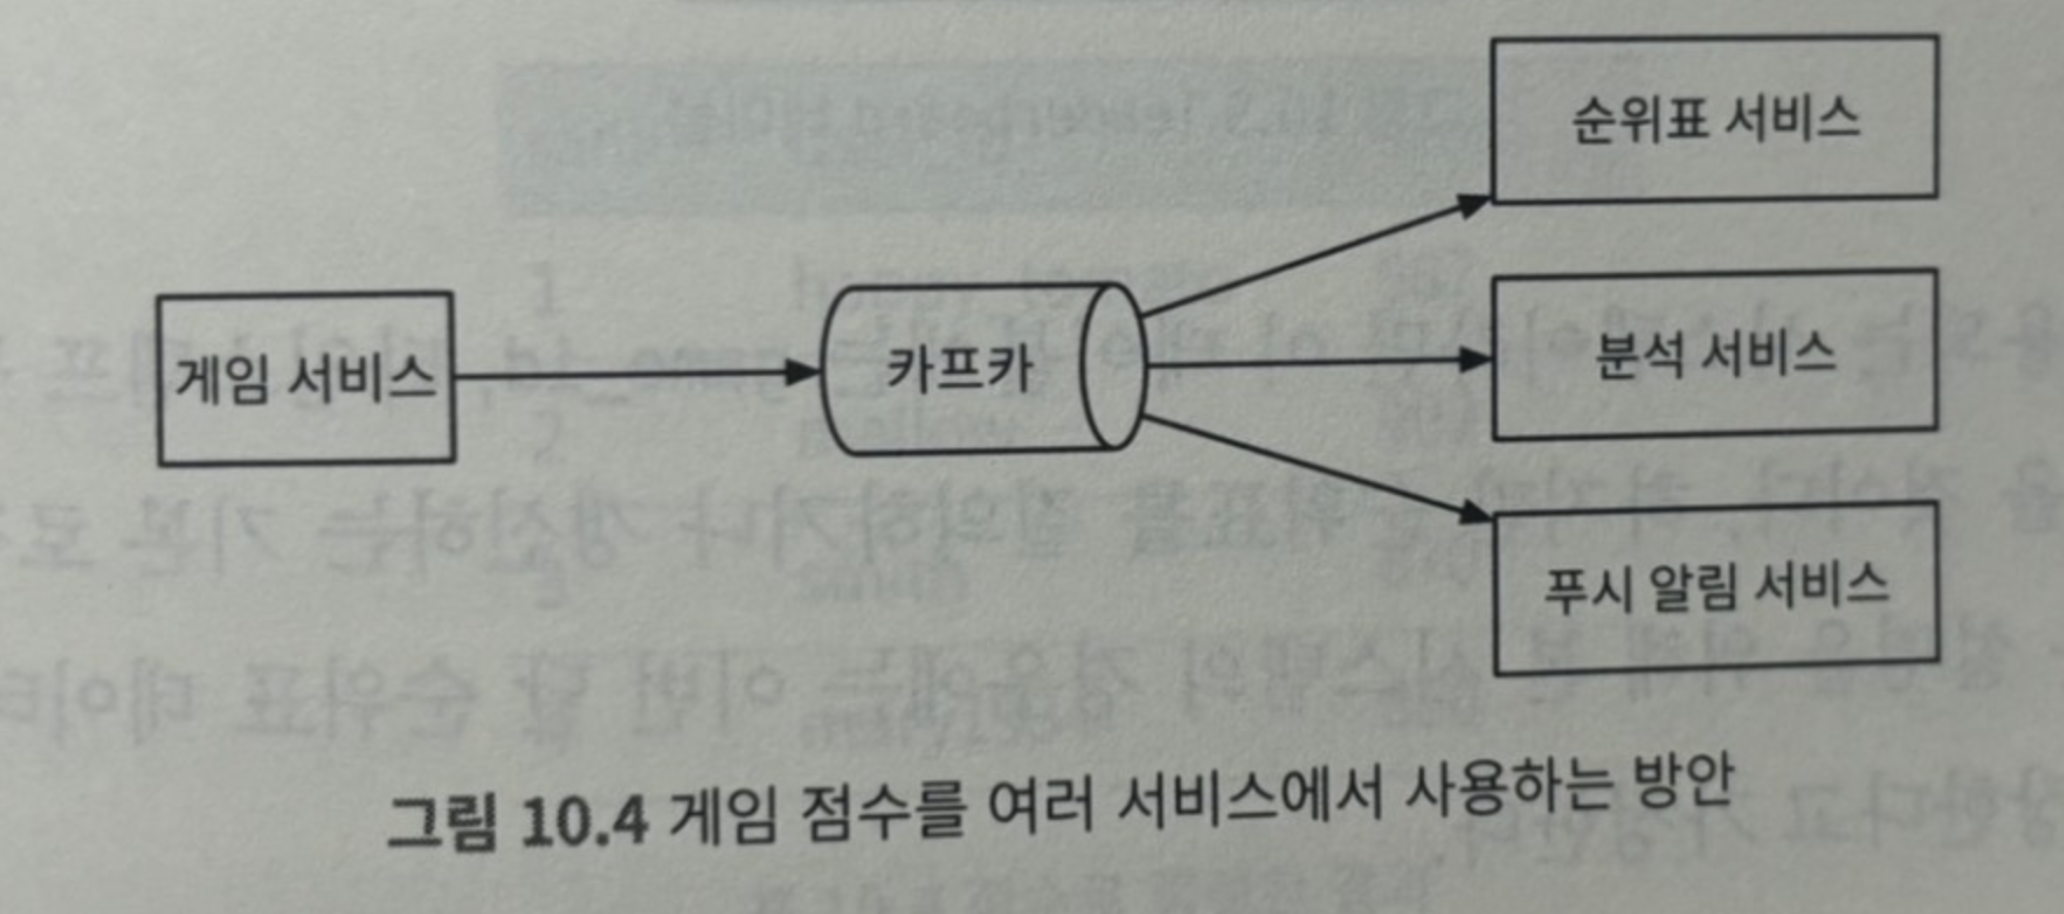 순위표 서비스
게임 서비스
카프카
분석 서비스
푸시 알림 서비스
그림 10.4 게임 점수를 여러 서비스에서 사용하는 방안